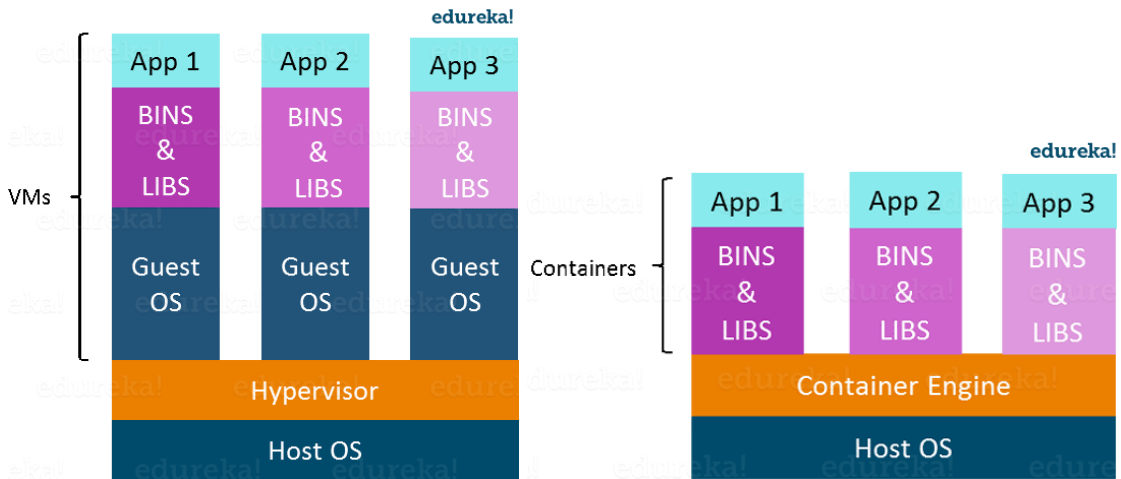 edureka!
App 1
App 2
App 3
BINS
&
LIBS
BINS
&
LIBS
BINS
&
LIBS
VMs
Guest
OS
Guest
OS
Guest
OS
Hypervisor
Host OS
edureka!
App 1
App 2
App 3
Containers
BINS
&
LIBS
BINS
&
LIBS
BINS
&
LIBS
Container Engine
Host OS